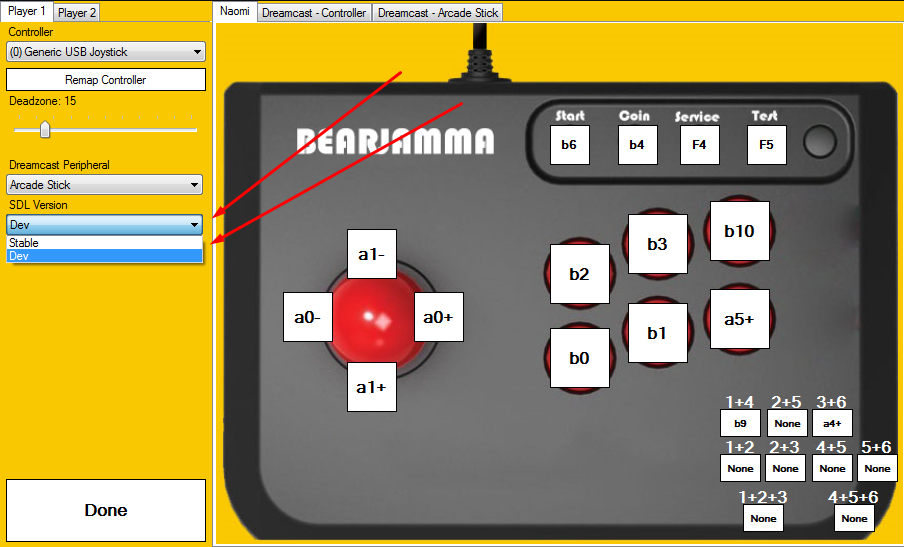 Player 1
Player 2
Naomi
Dreamcast - Controller
Dreamcast - Arcade Stick
Controller
(0) Generic USB Joystick
Remap Controller
Deadzone: 15
Dreamcast Peripheral
Arcade Stick
SDL Version
Dev
Stable
Dev
Done
BEARJAMMA
Start
Coin
Service
Test
b6
b4
F4
F5
a1-
a0-
a0+
a1+
b2
b3
b10
b0
b1
a5+
1+4
2+5
3+6
b9
None
a4+
1+2
2+3
4+5
5+6
None
None
None
None
1+2+3
4+5+6
None
None